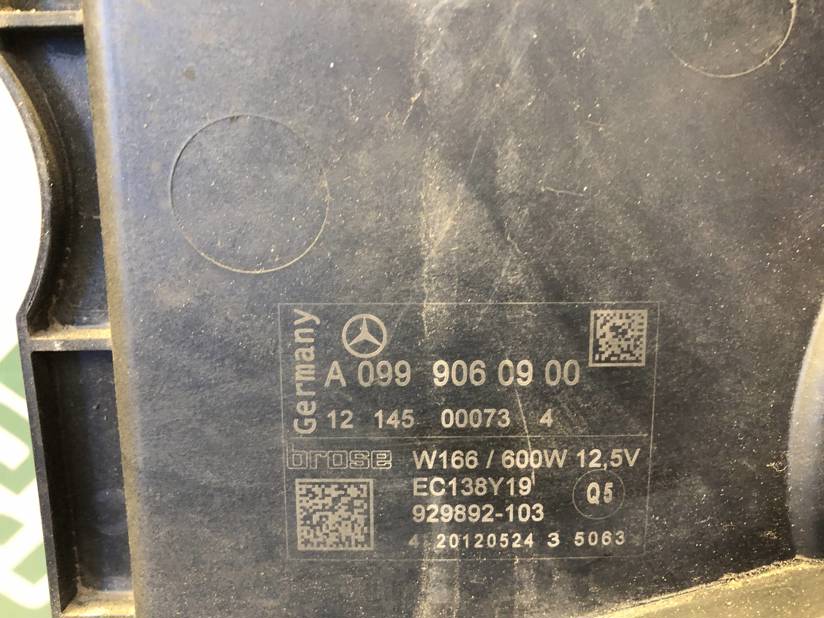 Germany
A 099 906 09 00
12 145 00073 4
brose W166 / 600W 12,5V
EC138Y19
Q5
929892-103
4 20120524 3 5063